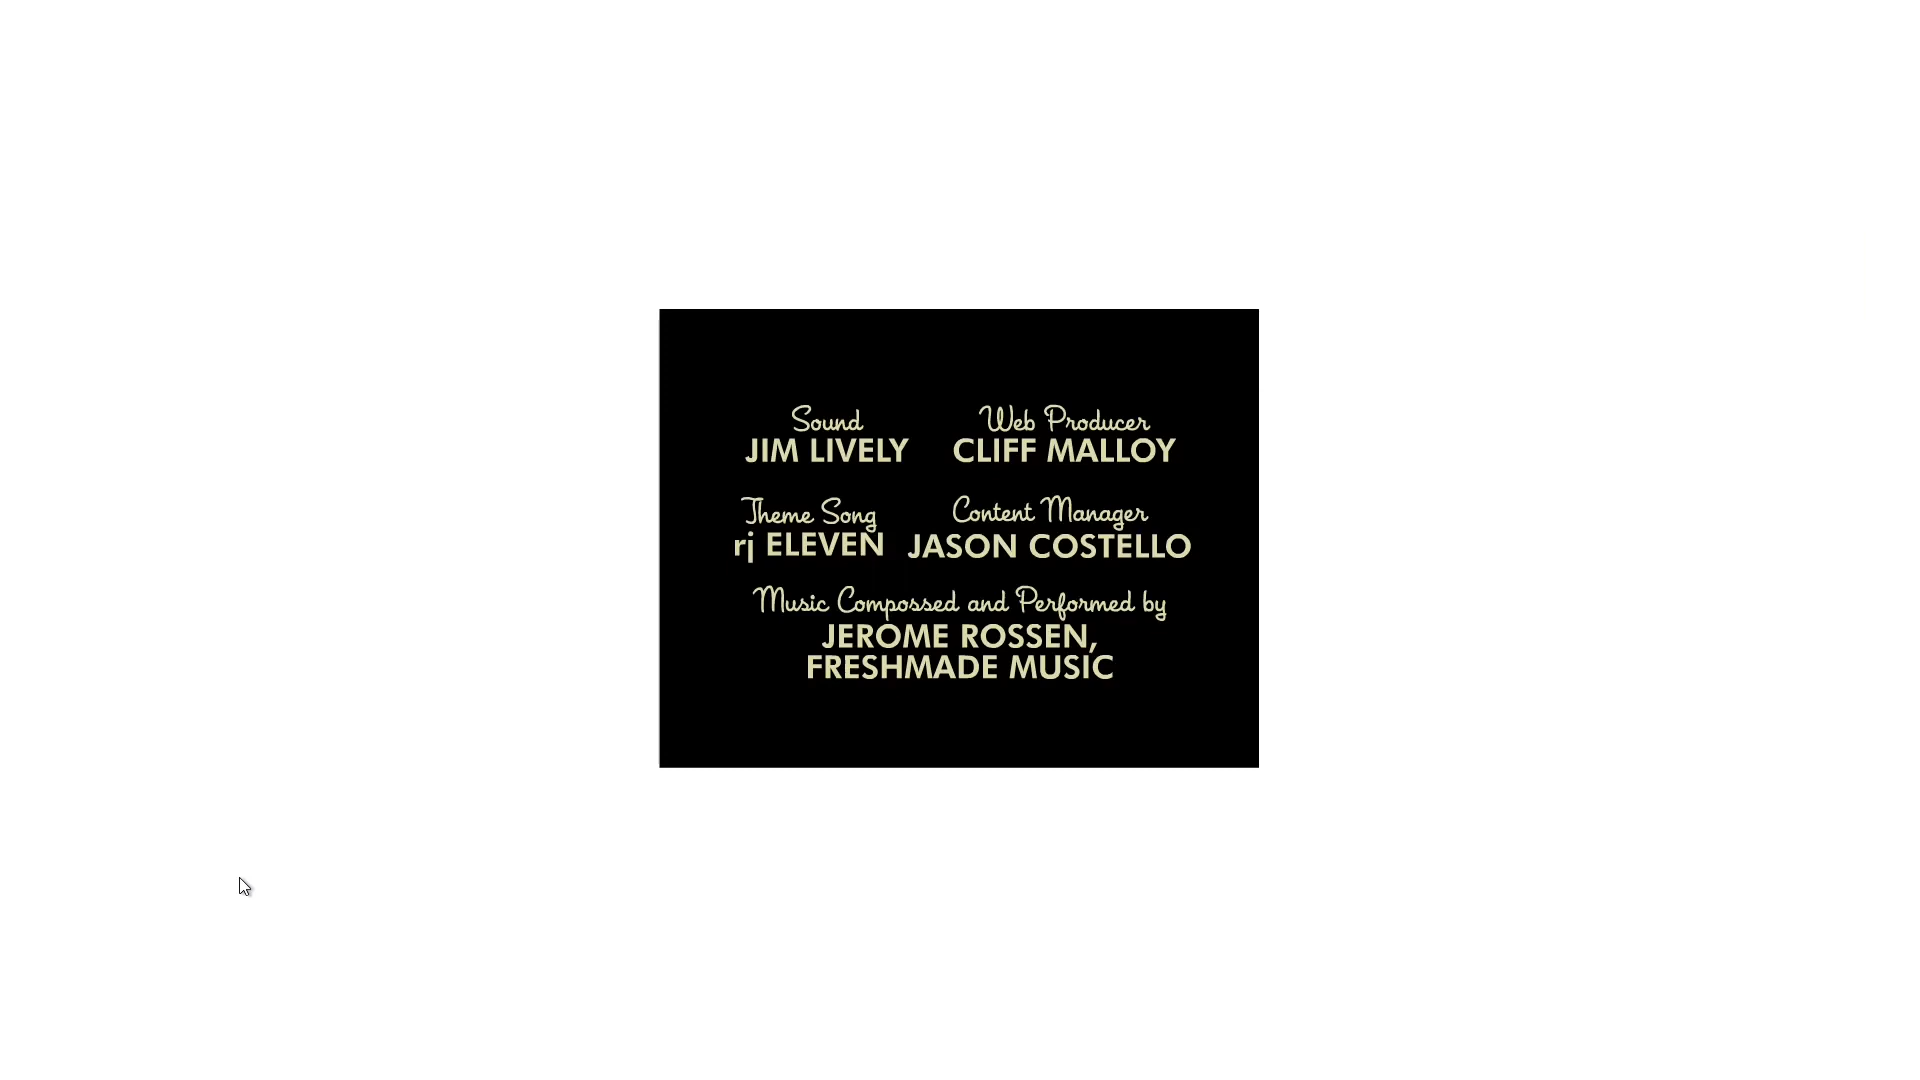 Sound
JIM LIVELY
Web Producer
CLIFF MALLOY
Theme Song
rj ELEVEN
Content Manager
JASON COSTELLO
Music Compossed and Performed by
JEROME ROSSEN,
FRESHMADE MUSIC